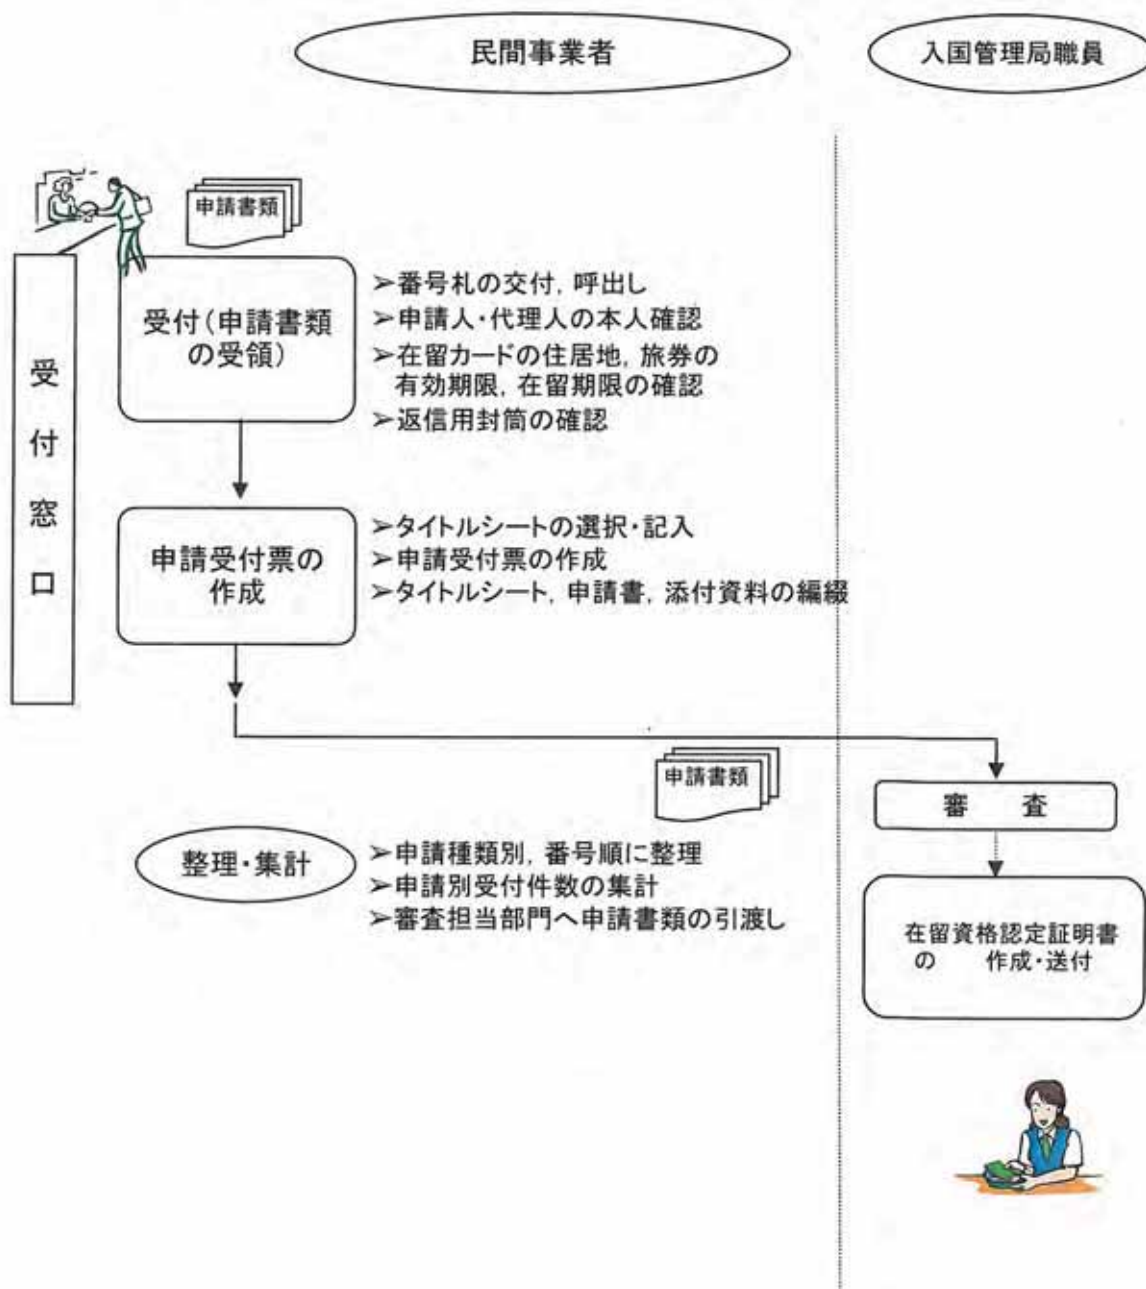 民間事業者
入国管理局職員
申請書類
受付窓口
受付(申請書類
の受領)
➢番号札の交付,呼出し
➢申請人・代理人の本人確認
➢在留カードの住居地,旅券の
有効期限,在留期限の確認
➢返信用封筒の確認
申請受付票の
作成
➢タイトルシートの選択・記入
➢申請受付票の作成
➢タイトルシート,申請書,添付資料の編綴
申請書類
審 査
整理・集計
➢申請種類別,番号順に整理
➢申請別受付件数の集計
➢審査担当部門へ申請書類の引渡し
在留資格認定証明書
の 作成・送付